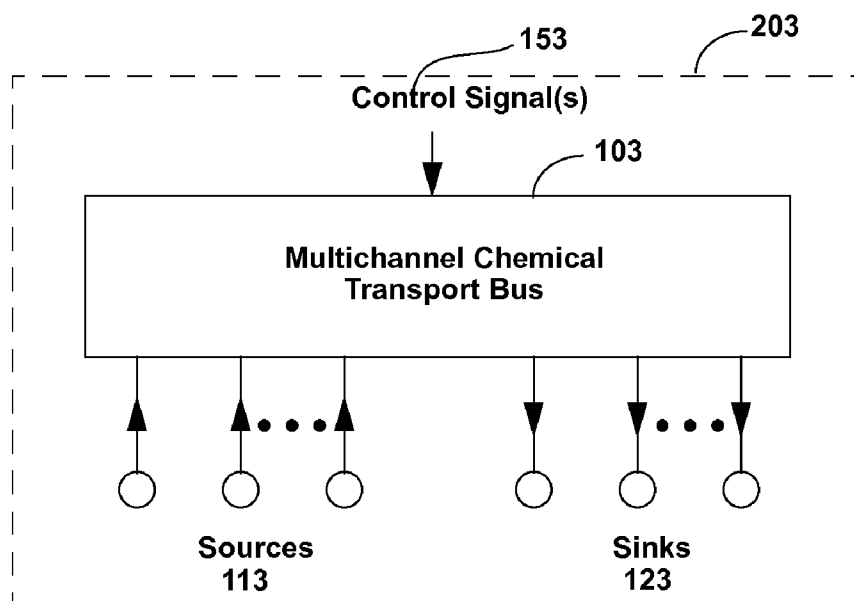 153
203
Control Signal(s)
103
Multichannel Chemical
Transport Bus
Sources
113
Sinks
123